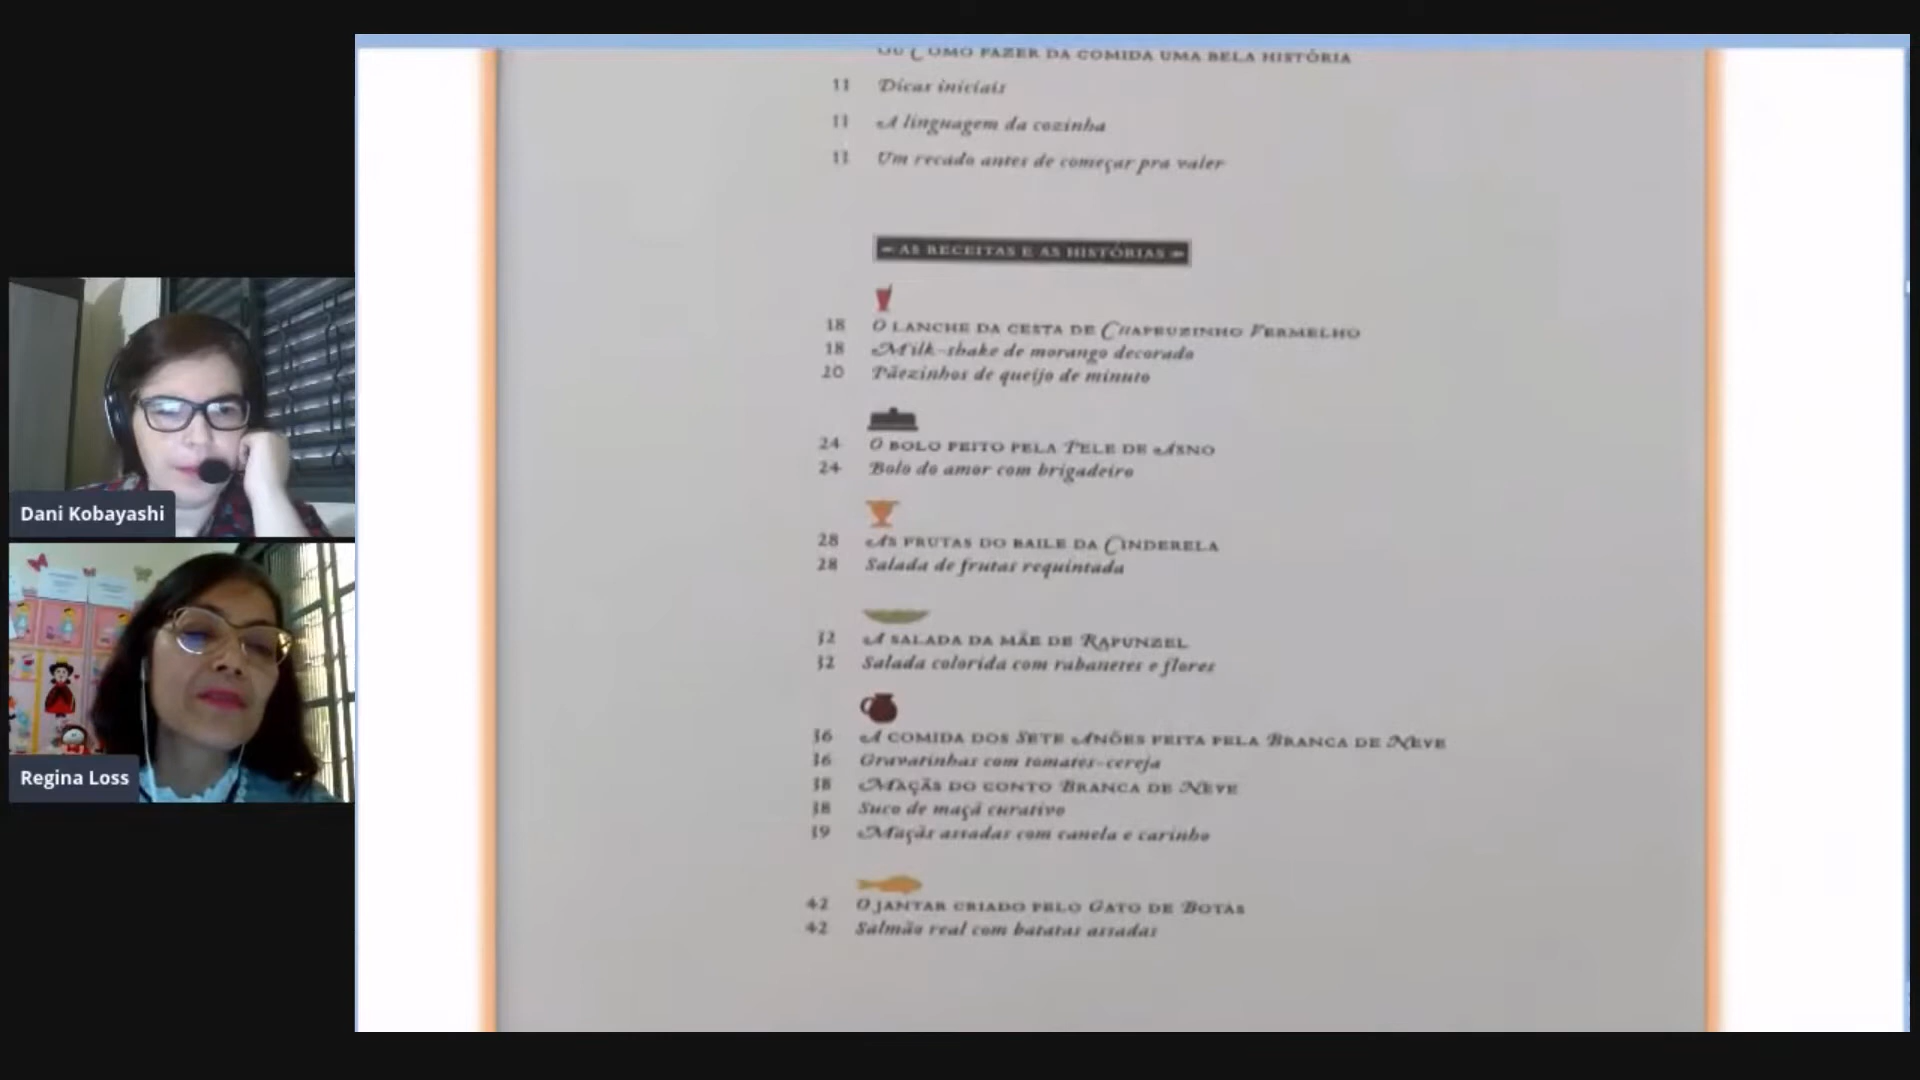 OU COMO FAZER DA COMIDA UMA BELA HISTÓRIA
11 Dicas iniciais
11 A linguagem da cozinha
13 Um recado antes de começar pra valer
AS RECEITAS E AS HISTÓRIAS
18 O LANCHE DA CESTA DE CHAPEUZINHO VERMELHO
18 Milk-shake de morango decorado
20 Pãezinhos de queijo de minuto
24 O BOLO FEITO PELA PELE DE ASNO
24 Bolo do amor com brigadeiro
28 AS FRUTAS DO BAILE DA CINDERELA
28 Salada de frutas requintada
32 A SALADA DA MÃE DE RAPUNZEL
32 Salada colorida com rabanetes e flores
36 A COMIDA DOS SETE ANÕES FEITA PELA BRANCA DE NEVE
36 Gravatinhas com tomates-cereja
38 MAÇÃS DO CONTO BRANCA DE NEVE
38 Suco de maçã curativo
39 Maçãs assadas com canela e carinho
42 O JANTAR CRIADO PELO GATO DE BOTAS
42 Salmão real com batatas assadas
Dani Kobayashi
Regina Loss